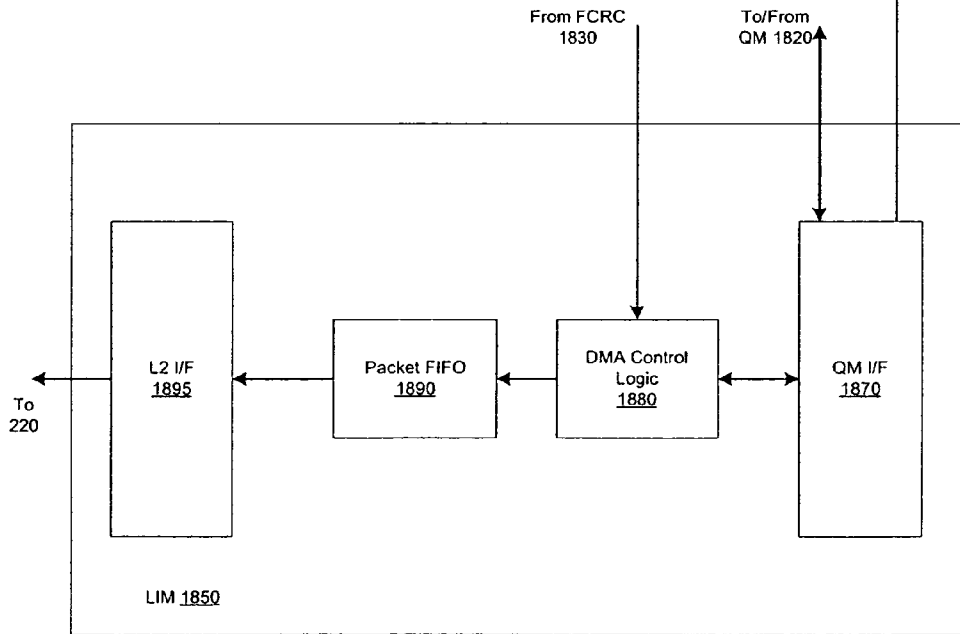 From FCRC
1830
To/From
QM 1820
L2 I/F
1895
Packet FIFO
1890
DMA Control
Logic
1880
QM I/F
1870
To
220
LIM 1850